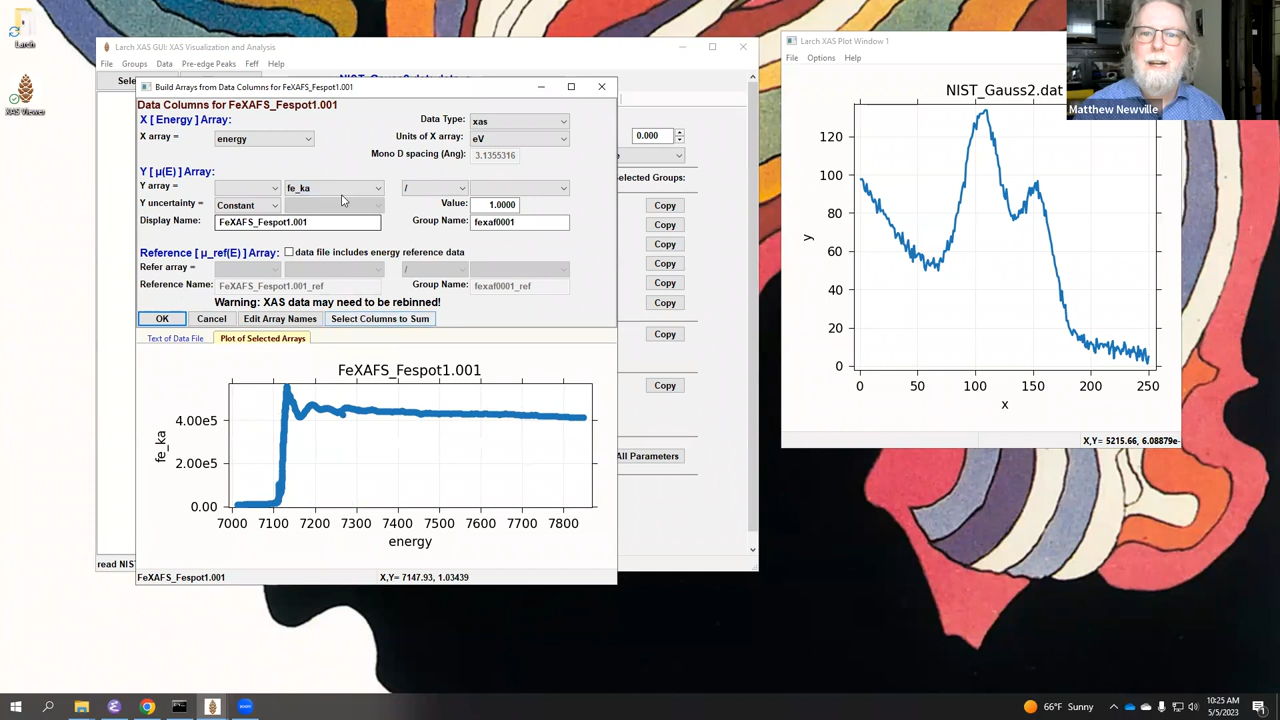 Larch
XAS Viewer
Larch XAS GUI: XAS Visualization and Analysis
File Groups Data Pre-edge Peaks Feff Help
Build Arrays from Data Columns for FeXAFS_Fespot1.001
Data Columns for FeXAFS_Fespot1.001
X [ Energy ] Array:
Data Type: xas
X array = energy
Units of X array: eV
Mono D spacing (Ang): 3.1355316
Y [ μ(E) ] Array:
Y array = fe_ka /
Y uncertainty = Constant
Value: 1.0000
Display Name: FeXAFS_Fespot1.001
Group Name: fexaf0001
Reference [ μ_ref(E) ] Array: data file includes energy reference data
Refer array = /
Reference Name: FeXAFS_Fespot1.001_ref
Group Name: fexaf0001_ref
Warning: XAS data may need to be rebinned!
OK Cancel Edit Array Names Select Columns to Sum
Text of Data File Plot of Selected Arrays
FeXAFS_Fespot1.001
fe_ka
4.00e5
2.00e5
0.00
7000 7100 7200 7300 7400 7500 7600 7700 7800
energy
FeXAFS_Fespot1.001 X,Y= 7147.93, 1.03439
0.000
Copy
Copy
Copy
Copy
Copy
Copy
Copy
Copy
All Parameters
Larch XAS Plot Window 1
File Options Help
NIST_Gauss2.dat
y
120
100
80
60
40
20
0
0 50 100 150 200 250
x
X,Y= 5215.66, 6.08879e-
Matthew Newville
66°F Sunny
10:25 AM
5/5/2023